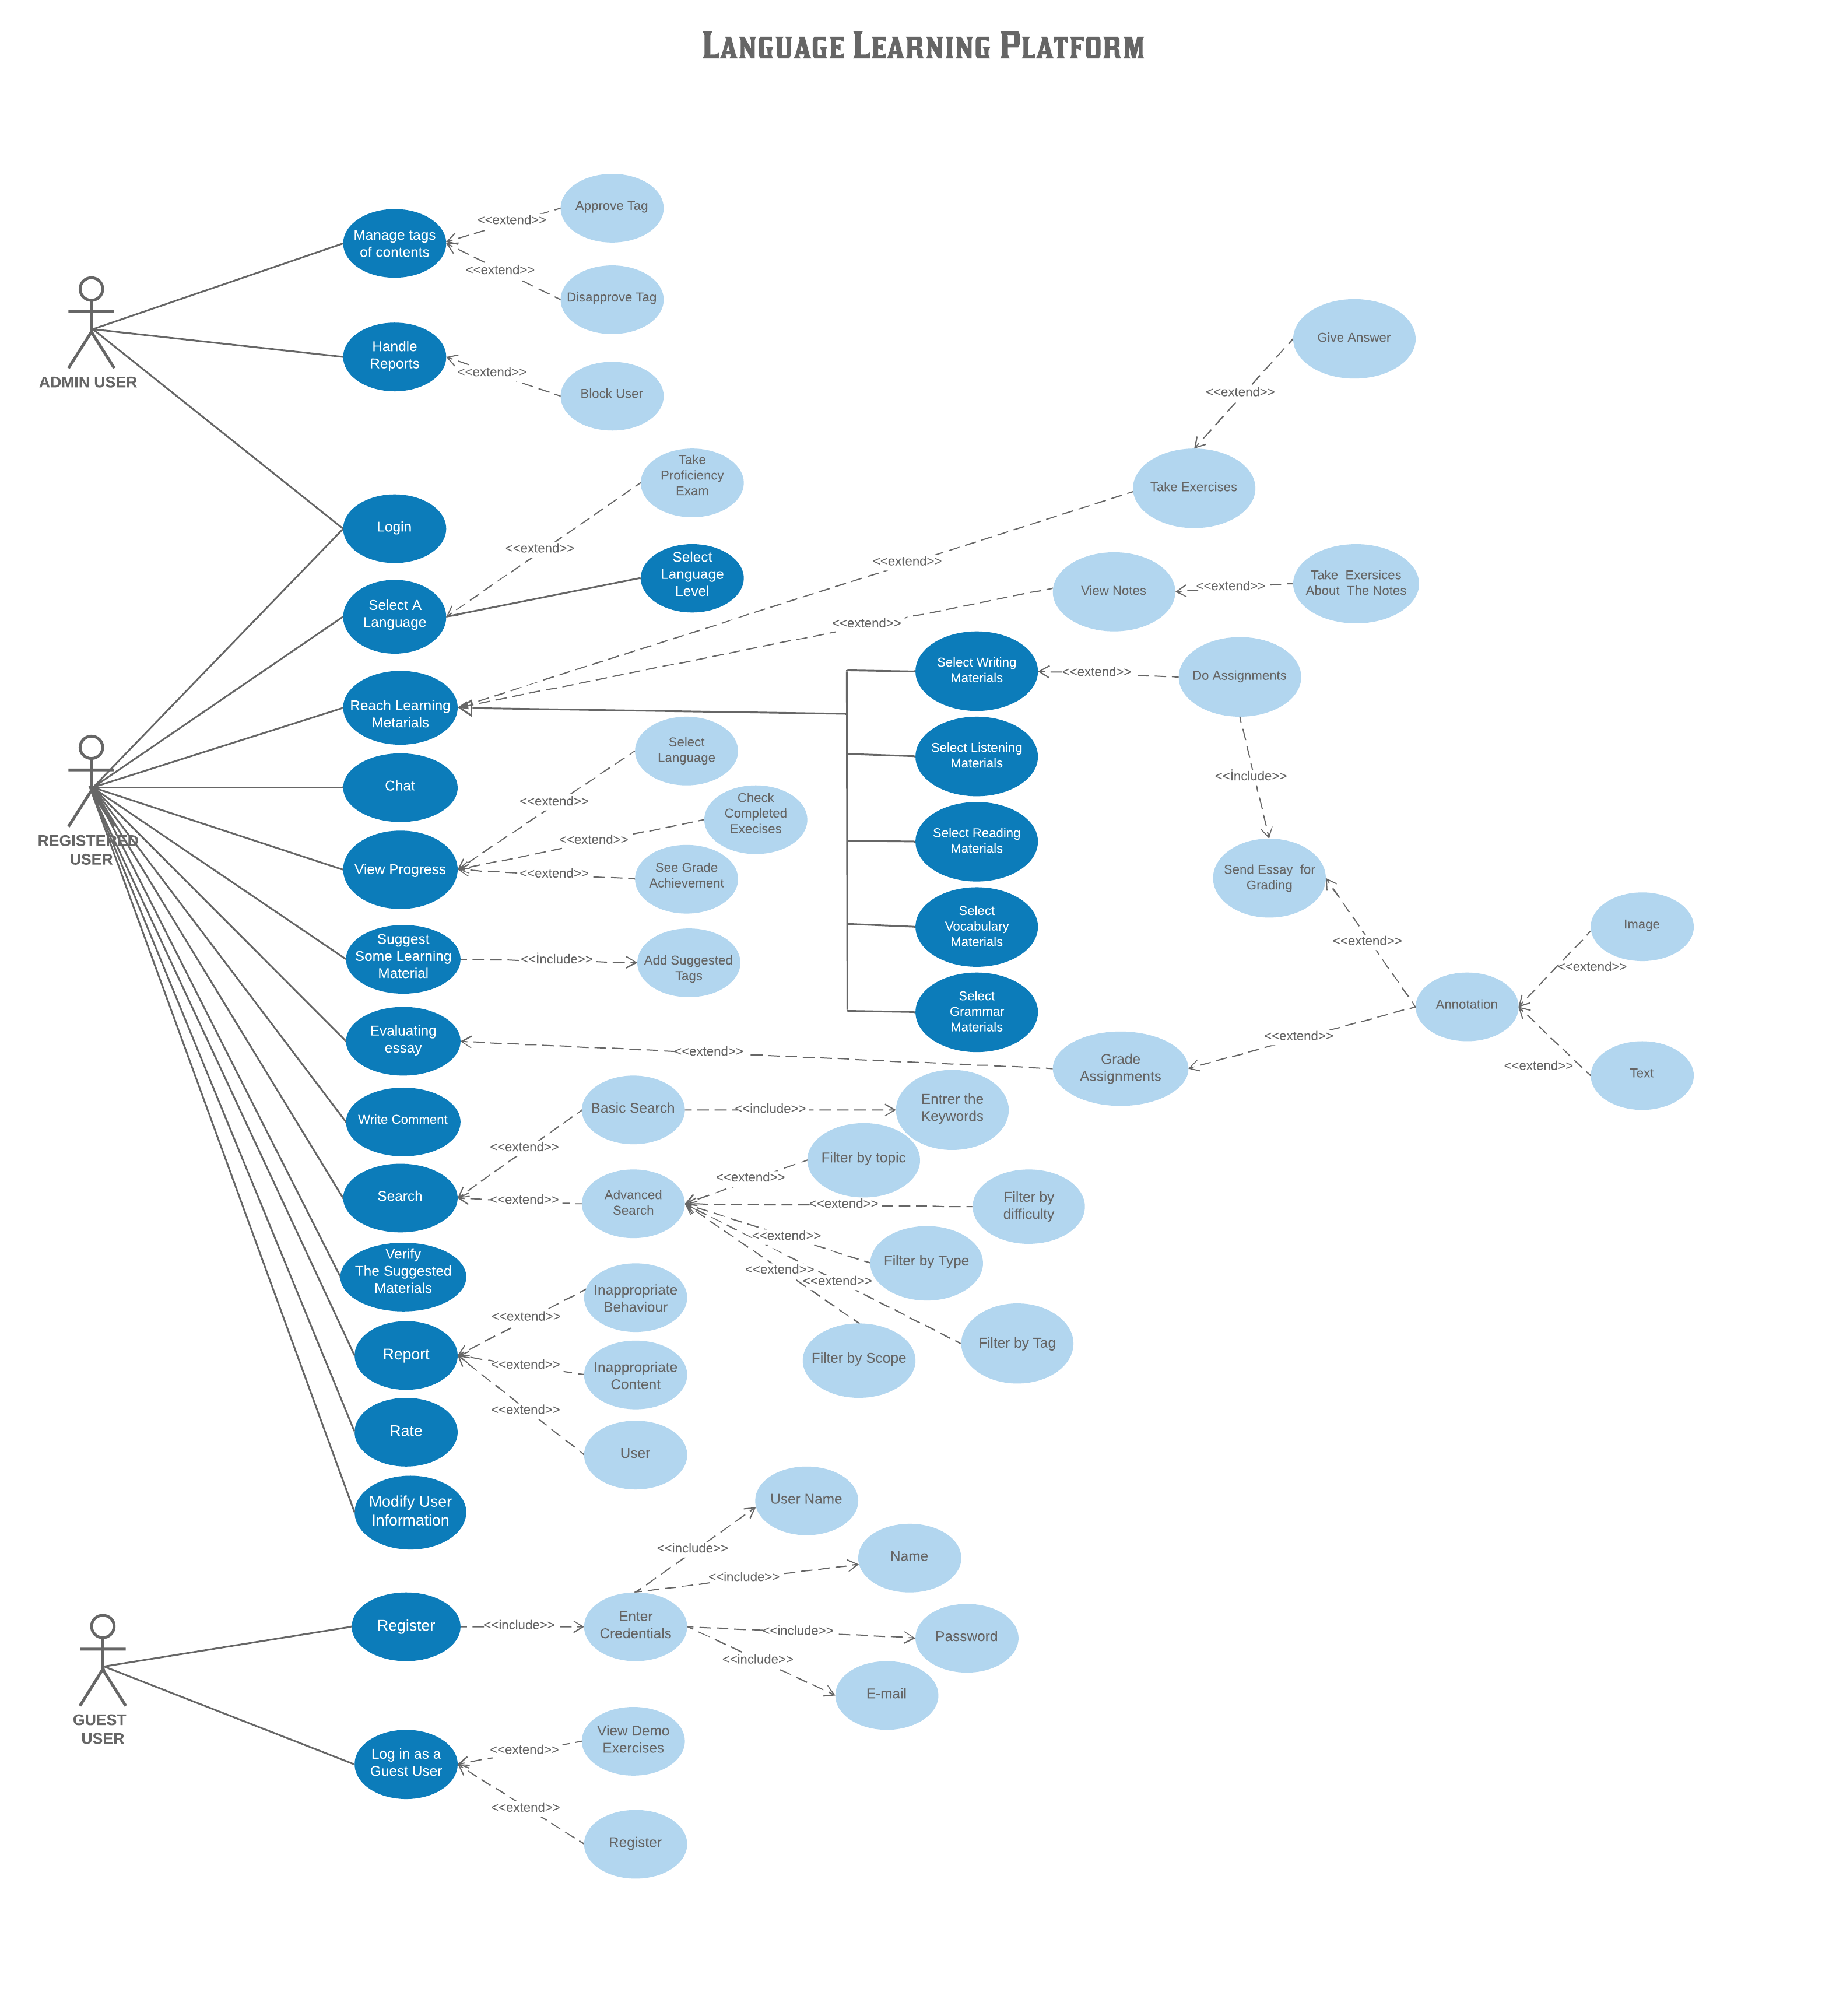 Language Learning Platform
Approve Tag
<<extend>>
Manage tags
of contents
<<extend>>
Disapprove Tag
ADMIN USER
Handle
Reports
<<extend>>
Block User
Give Answer
<<extend>>
Take
Proficiency
Exam
Take Exercises
Login
<<extend>>
<<extend>>
Select
Language
Level
Select A
Language
View Notes
<<extend>>
Take  Exersices
About  The Notes
<<extend>>
Select Writing
Materials
<<extend>>
Do Assignments
Reach Learning
Metarials
Select
Language
Select Listening
Materials
<<İnclude>>
Chat
<<extend>>
Check
Completed
Execises
REGISTERED
USER
<<extend>>
Select Reading
Materials
View Progress
<<extend>>
See Grade
Achievement
Send Essay  for
Grading
Select
Vocabulary
Materials
Image
Suggest
Some Learning
Material
<<İnclude>>
Add Suggested
Tags
<<extend>>
<<extend>>
Select
Grammar
Materials
Annotation
Evaluating
essay
<<extend>>
<<extend>>
Grade
Assignments
<<extend>>
Text
Basic Search
<<include>>
Entrer the
Keywords
Write Comment
<<extend>>
Filter by topic
<<extend>>
Search
<<extend>>
Advanced
Search
<<extend>>
Filter by
difficulty
<<extend>>
Filter by Type
Verify
The Suggested
Materials
<<extend>>
<<extend>>
Inappropriate
Behaviour
<<extend>>
Filter by Tag
Filter by Scope
Report
<<extend>>
Inappropriate
Content
<<extend>>
Rate
User
Modify User
Information
User Name
<<include>>
Name
<<include>>
Register
<<include>>
Enter
Credentials
<<include>>
Password
<<include>>
E-mail
GUEST
USER
View Demo
Exercises
<<extend>>
Log in as a
Guest User
<<extend>>
Register